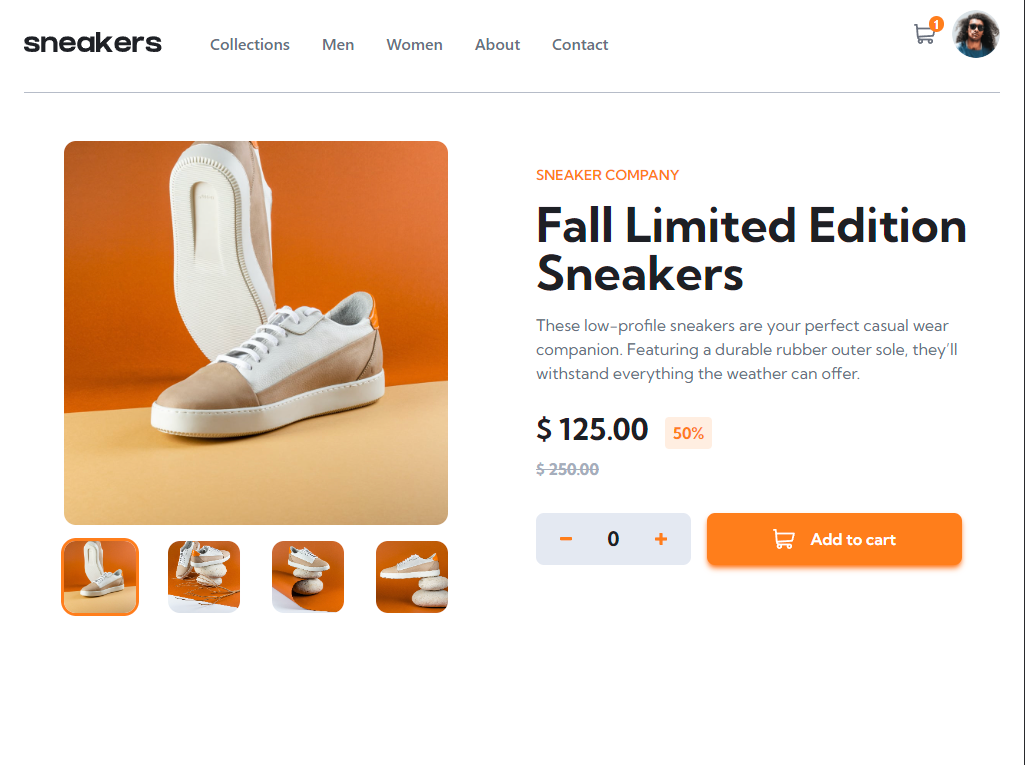 sneakers
Collections Men Women About Contact
1
SNEAKER COMPANY
Fall Limited Edition
Sneakers
These low-profile sneakers are your perfect casual wear
companion. Featuring a durable rubber outer sole, they’ll
withstand everything the weather can offer.
$ 125.00 50%
$ 250.00
− 0 +
Add to cart